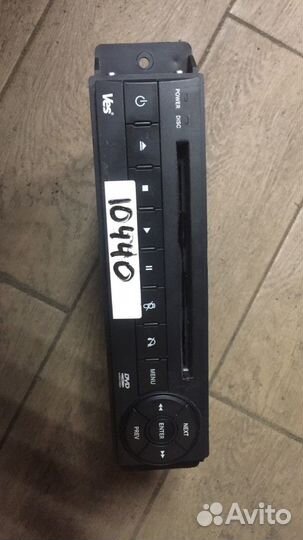 Ves
POWER
DISC
10440
MENU
DVD
NEXT
ENTER
PREV
Avito